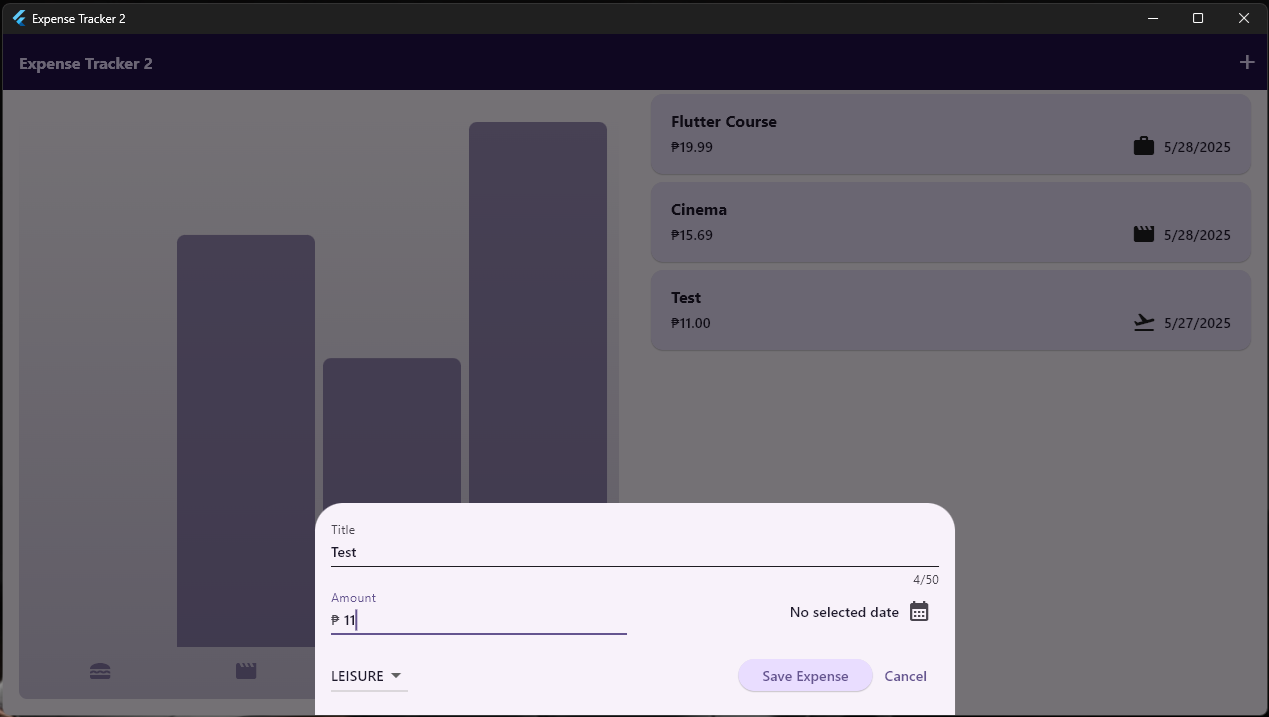 Expense Tracker 2
Expense Tracker 2
Flutter Course
₱19.99
5/28/2025
Cinema
₱15.69
5/28/2025
Test
₱11.00
5/27/2025
Title
Test
4/50
Amount
₱ 11
No selected date
LEISURE
Save Expense
Cancel